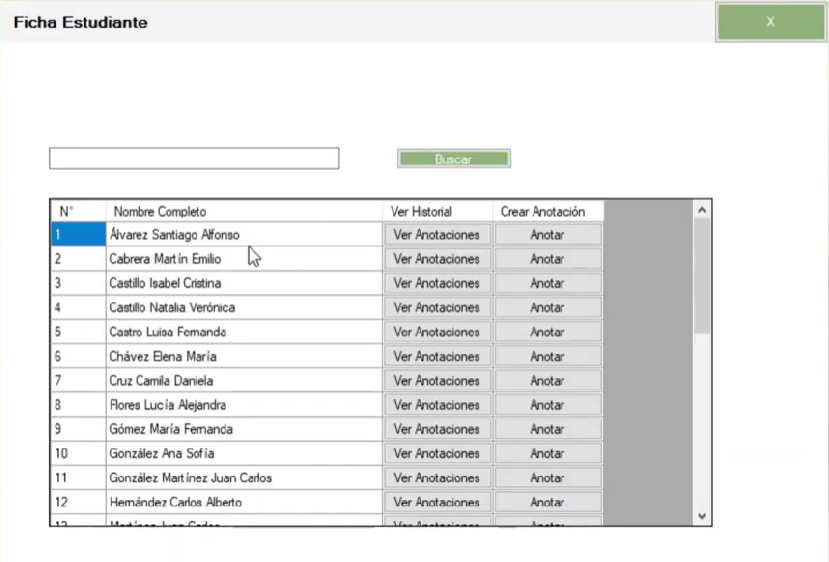 Ficha Estudiante X
Buscar
N° Nombre Completo Ver Historial Crear Anotación
1 Álvarez Santiago Alfonso Ver Anotaciones Anotar
2 Cabrera Martín Emilio Ver Anotaciones Anotar
3 Castillo Isabel Cristina Ver Anotaciones Anotar
4 Castillo Natalia Verónica Ver Anotaciones Anotar
5 Castro Luisa Fernanda Ver Anotaciones Anotar
6 Chávez Elena María Ver Anotaciones Anotar
7 Cruz Camila Daniela Ver Anotaciones Anotar
8 Flores Lucía Alejandra Ver Anotaciones Anotar
9 Gómez María Fernanda Ver Anotaciones Anotar
10 González Ana Sofía Ver Anotaciones Anotar
11 González Martínez Juan Carlos Ver Anotaciones Anotar
12 Hernández Carlos Alberto Ver Anotaciones Anotar